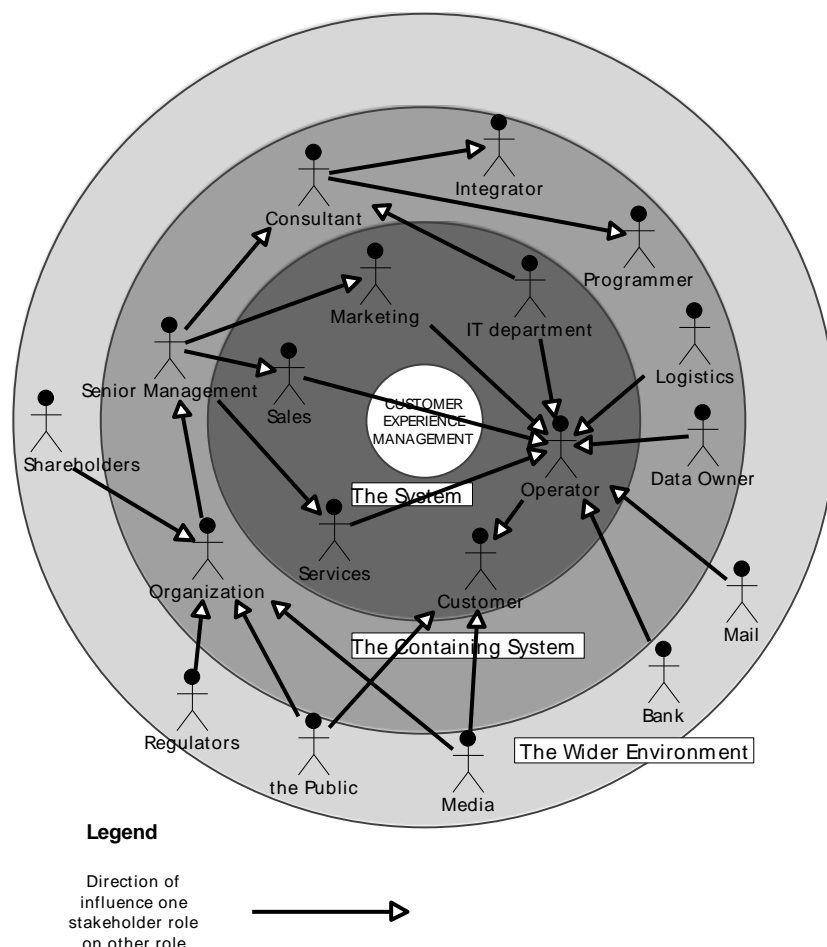 Integrator
Consultant
Programmer
Marketing
IT department
Logistics
Senior Management
Sales
CUSTOMER
EXPERIENCE
MANAGEMENT
Shareholders
Data Owner
Operator
The System
Services
Organization
Customer
Mail
The Containing System
Bank
Regulators
The Wider Environment
the Public
Media
Legend
Direction of
influence one
stakeholder role
on other role